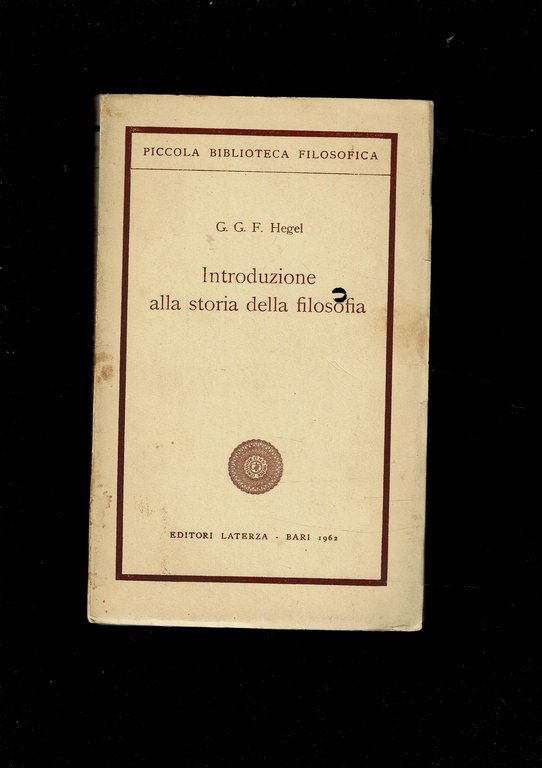 PICCOLA BIBLIOTECA FILOSOFICA
G. G. F. Hegel
Introduzione
alla storia della filosofia
EDITORI LATERZA - BARI 1962